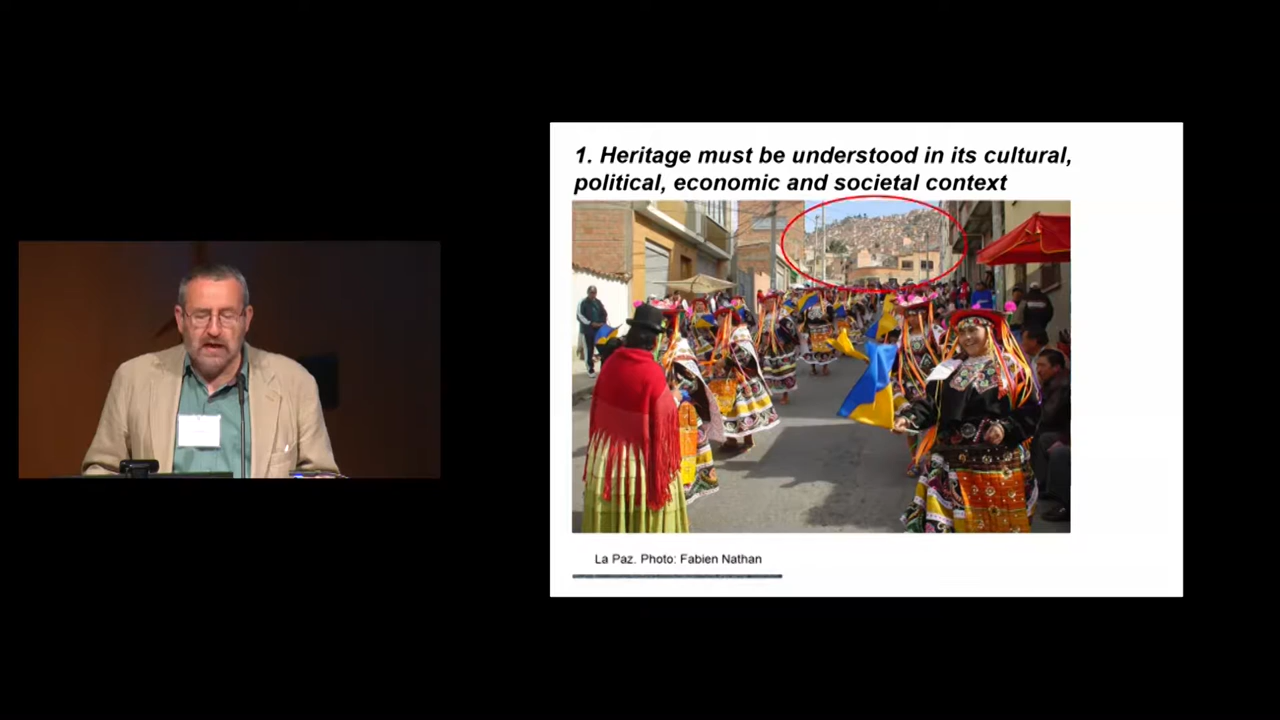 1. Heritage must be understood in its cultural,
political, economic and societal context
La Paz. Photo: Fabien Nathan